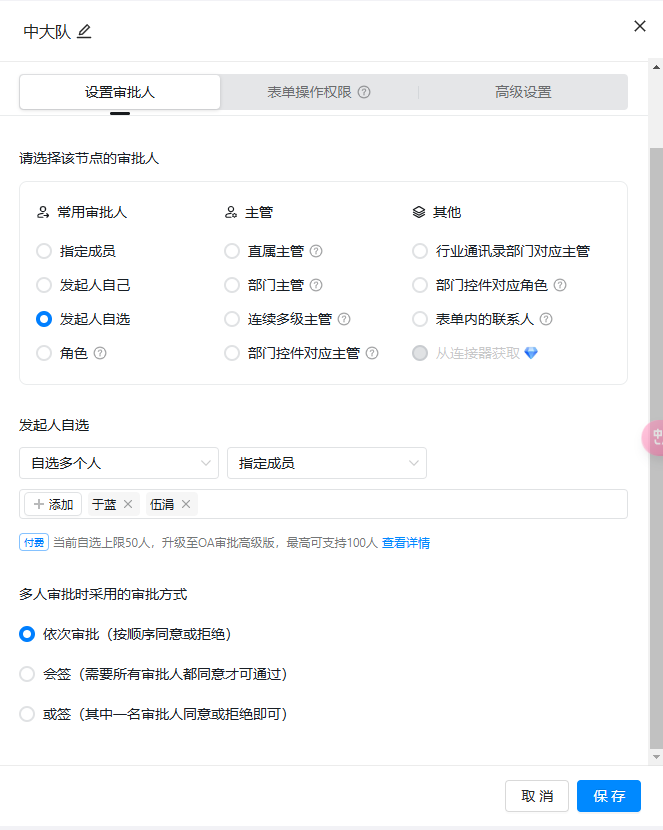 中大队
设置审批人 表单操作权限 高级设置
请选择该节点的审批人
常用审批人 主管 其他
指定成员 直属主管 行业通讯录部门对应主管
发起人自己 部门主管 部门控件对应角色
发起人自选 连续多级主管 表单内的联系人
角色 部门控件对应主管 从连接器获取
发起人自选
自选多个人 指定成员
+ 添加 于蓝 伍涓
付费 当前自选上限50人，升级至OA审批高级版，最高可支持100人 查看详情
多人审批时采用的审批方式
依次审批（按顺序同意或拒绝）
会签（需要所有审批人都同意才可通过）
或签（其中一名审批人同意或拒绝即可）
取 消 保 存